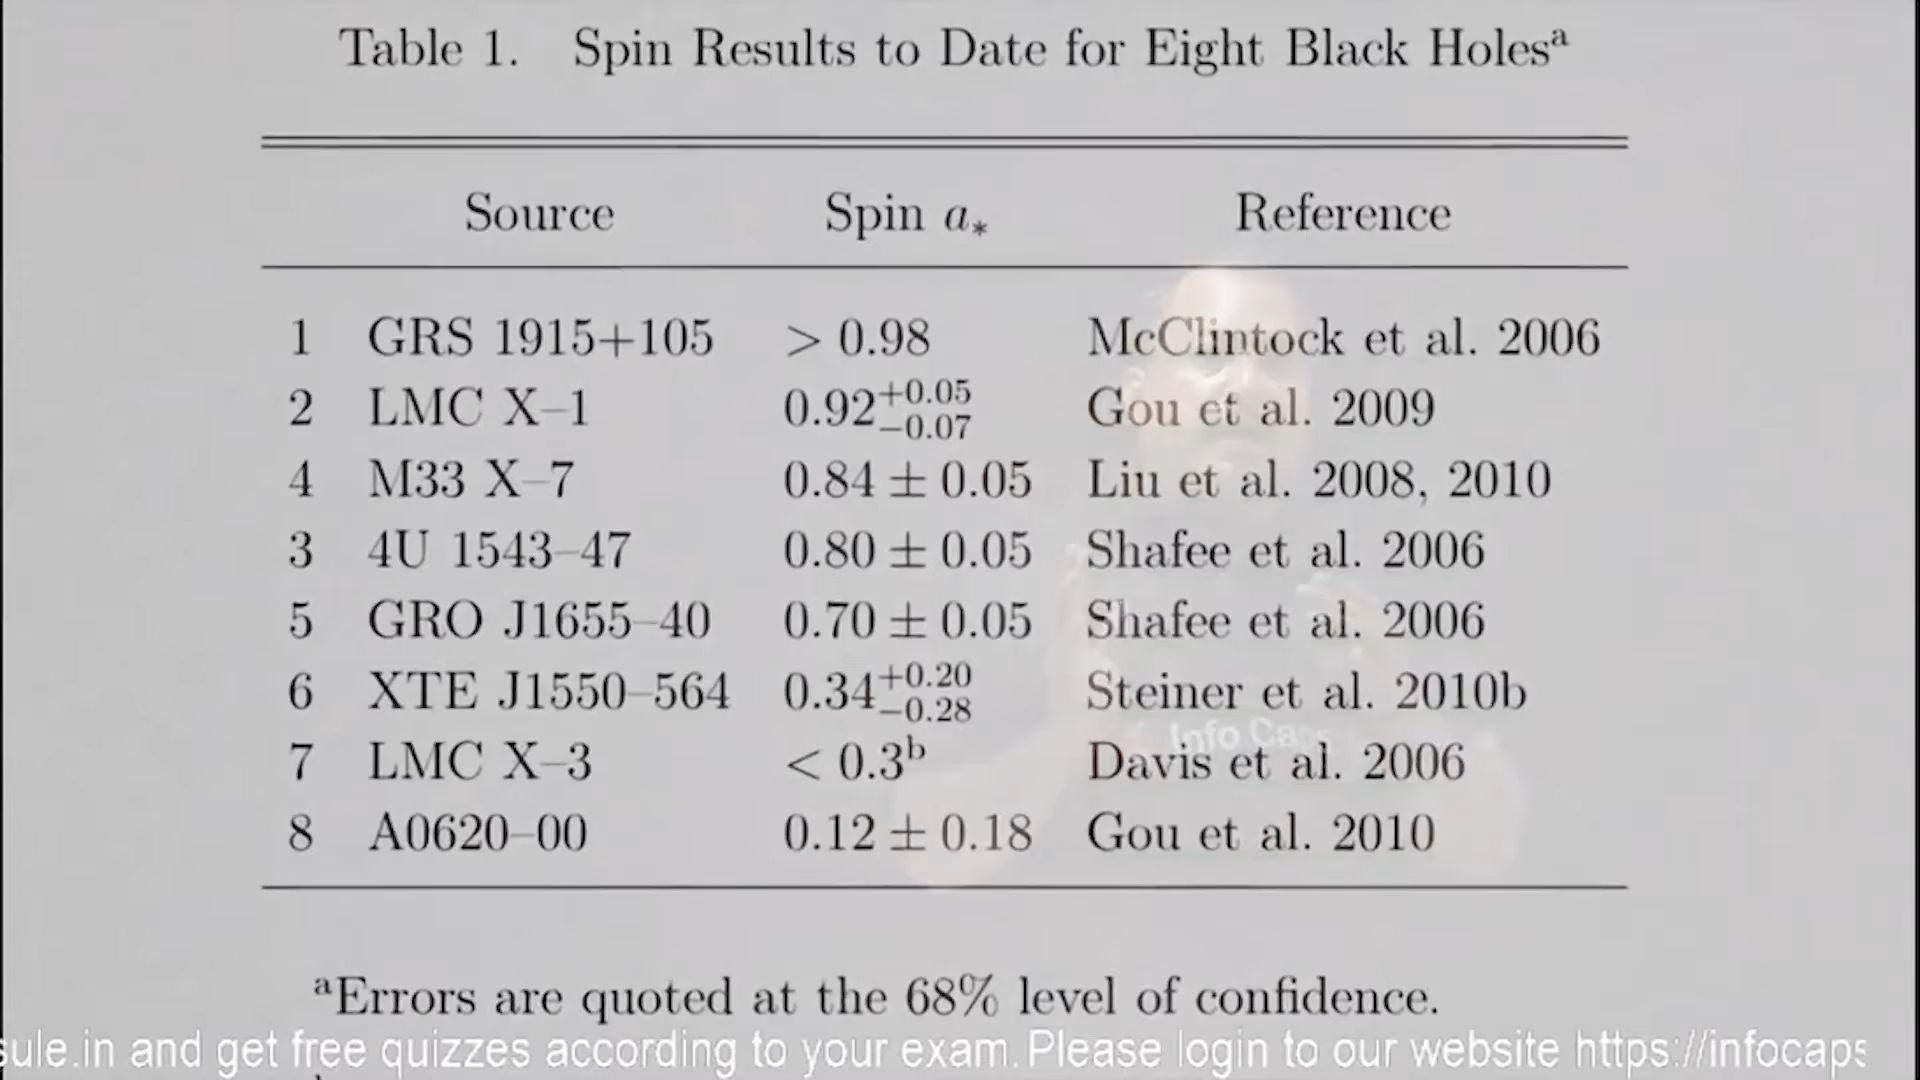 Table 1. Spin Results to Date for Eight Black Holesᵃ
Source Spin a* Reference
1 GRS 1915+105 > 0.98 McClintock et al. 2006
2 LMC X–1 0.92 +0.05 −0.07 Gou et al. 2009
4 M33 X–7 0.84 ± 0.05 Liu et al. 2008, 2010
3 4U 1543–47 0.80 ± 0.05 Shafee et al. 2006
5 GRO J1655–40 0.70 ± 0.05 Shafee et al. 2006
6 XTE J1550–564 0.34 +0.20 −0.28 Steiner et al. 2010b
7 LMC X–3 < 0.3ᵇ Davis et al. 2006
8 A0620–00 0.12 ± 0.18 Gou et al. 2010
Info Caps
ᵃErrors are quoted at the 68% level of confidence.
sule.in and get free quizzes according to your exam. Please login to our website https://infocaps